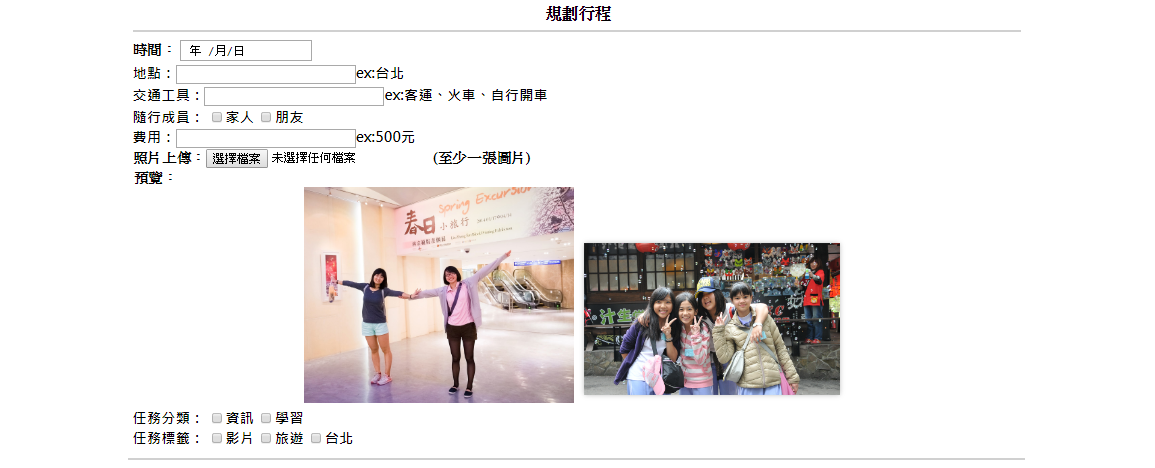 規劃行程
時間： 年 /月/日
地點： ex:台北
交通工具： ex:客運、火車、自行開車
隨行成員： 家人 朋友
費用： ex:500元
照片上傳： 選擇檔案 未選擇任何檔案 (至少一張圖片)
預覽：
Spring Excursion
春日小旅行
汁生
任務分類： 資訊 學習
任務標籤： 影片 旅遊 台北